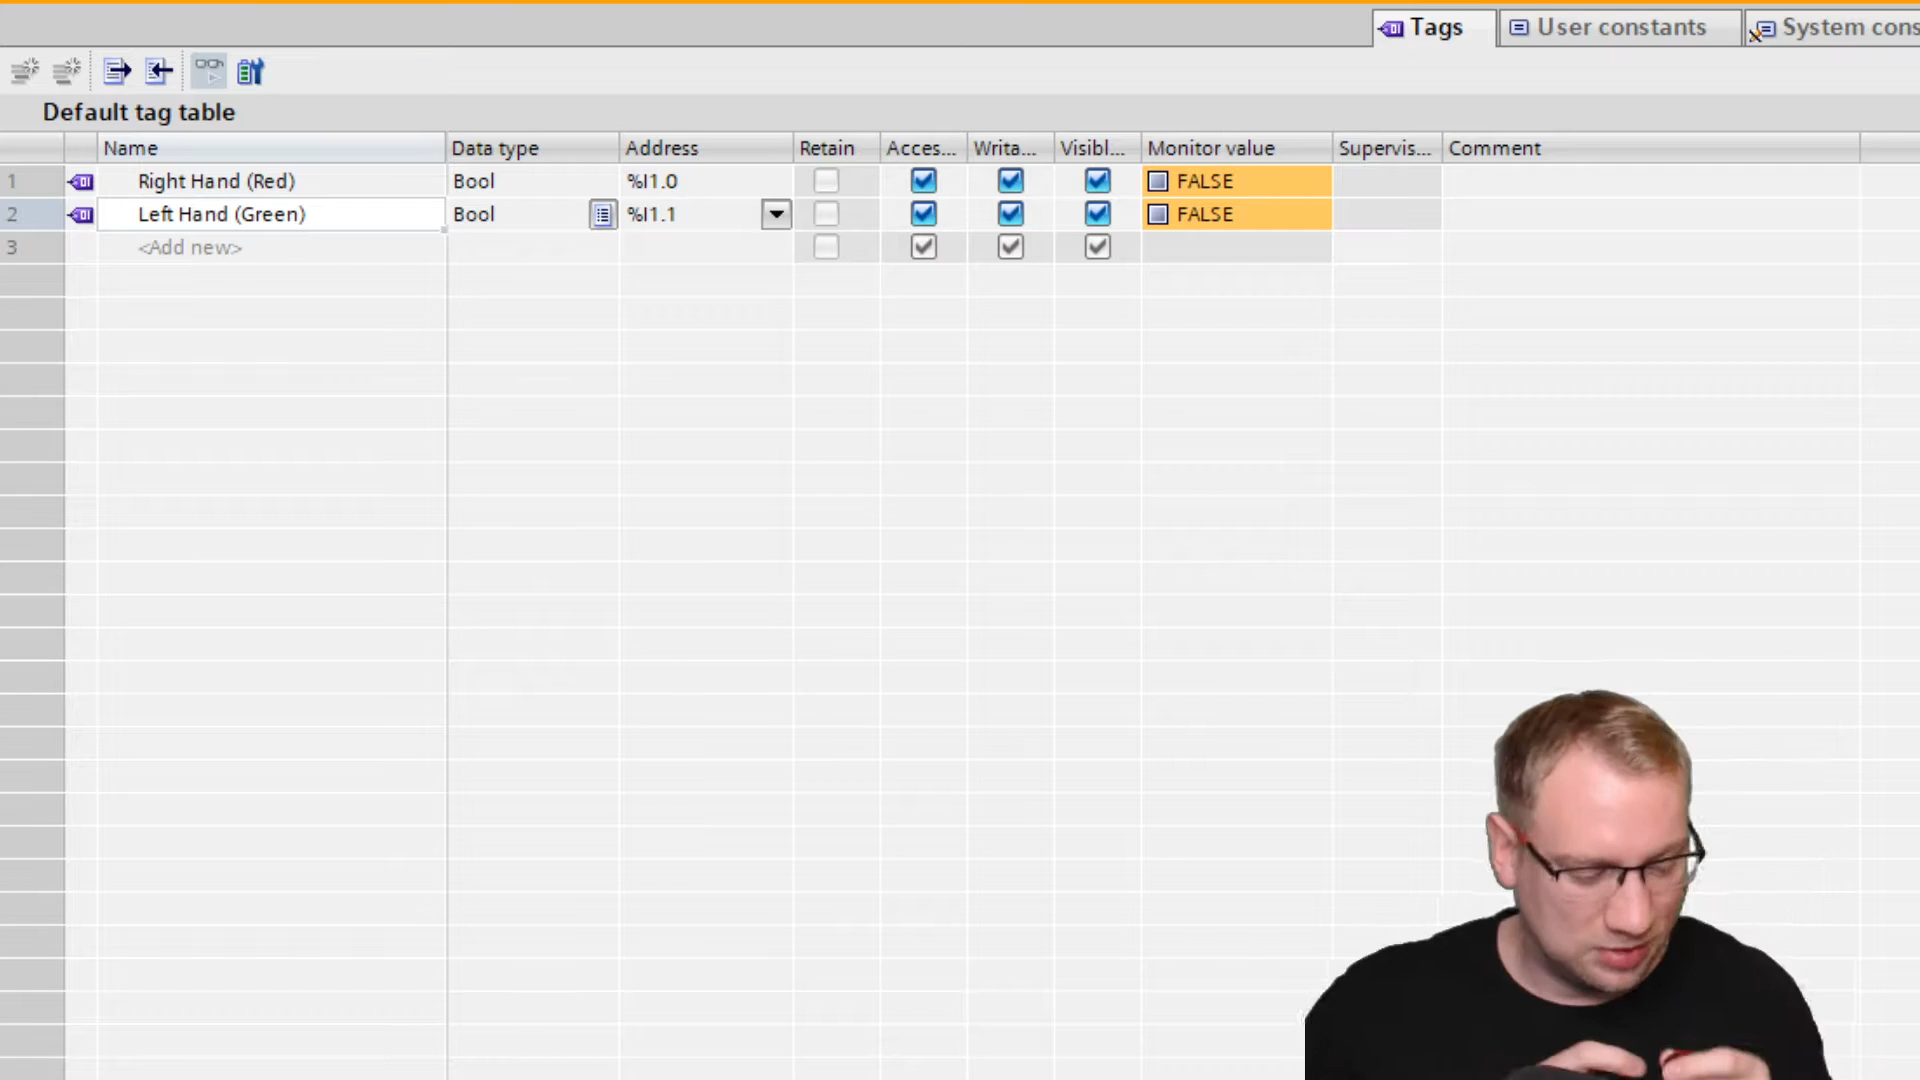 Tags User constants System cons
Default tag table
Name Data type Address Retain Acces... Writa... Visibl... Monitor value Supervis... Comment
1 Right Hand (Red) Bool %I1.0 FALSE
2 Left Hand (Green) Bool %I1.1 FALSE
3 <Add new>